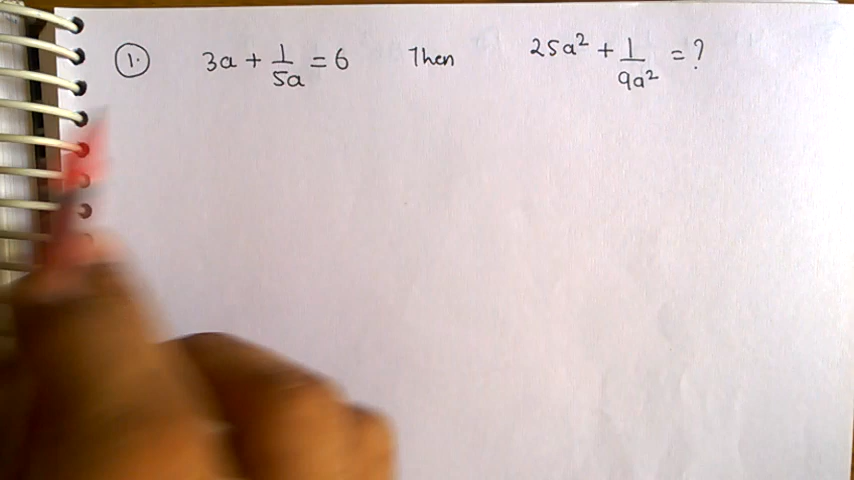 1. 3a + 1/5a = 6 Then 25a² + 1/9a² = ?